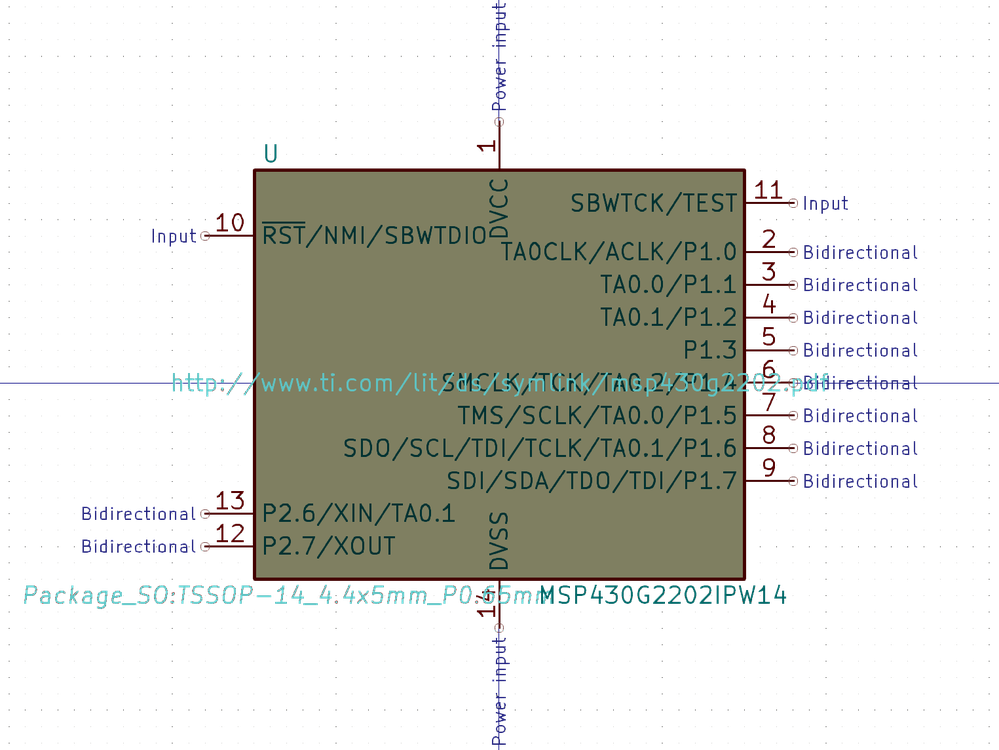 Power input
1
U
DVCC
11
SBWTCK/TEST
Input
Input
10
RST/NMI/SBWTDIO
2
TA0CLK/ACLK/P1.0
Bidirectional
3
TA0.0/P1.1
Bidirectional
4
TA0.1/P1.2
Bidirectional
5
P1.3
Bidirectional
6
SMCLK/TCK/TA0.2/P1.4
Bidirectional
http://www.ti.com/lit/ds/symlink/msp430g2202.pdf
7
TMS/SCLK/TA0.0/P1.5
Bidirectional
8
SDO/SCL/TDI/TCLK/TA0.1/P1.6
Bidirectional
9
SDI/SDA/TDO/TDI/P1.7
Bidirectional
13
Bidirectional
P2.6/XIN/TA0.1
12
Bidirectional
P2.7/XOUT
DVSS
Package_SO:TSSOP-14_4.4x5mm_P0.65mm
MSP430G2202IPW14
14
Power input